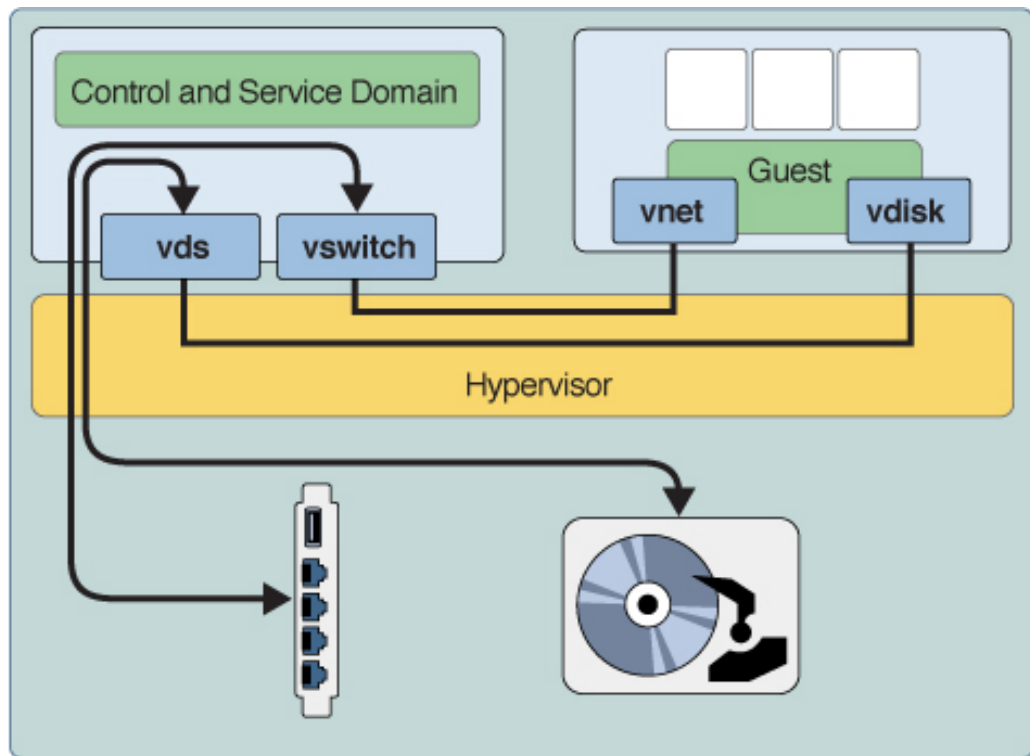 Control and Service Domain
Guest
vnet
vdisk
vds
vswitch
Hypervisor